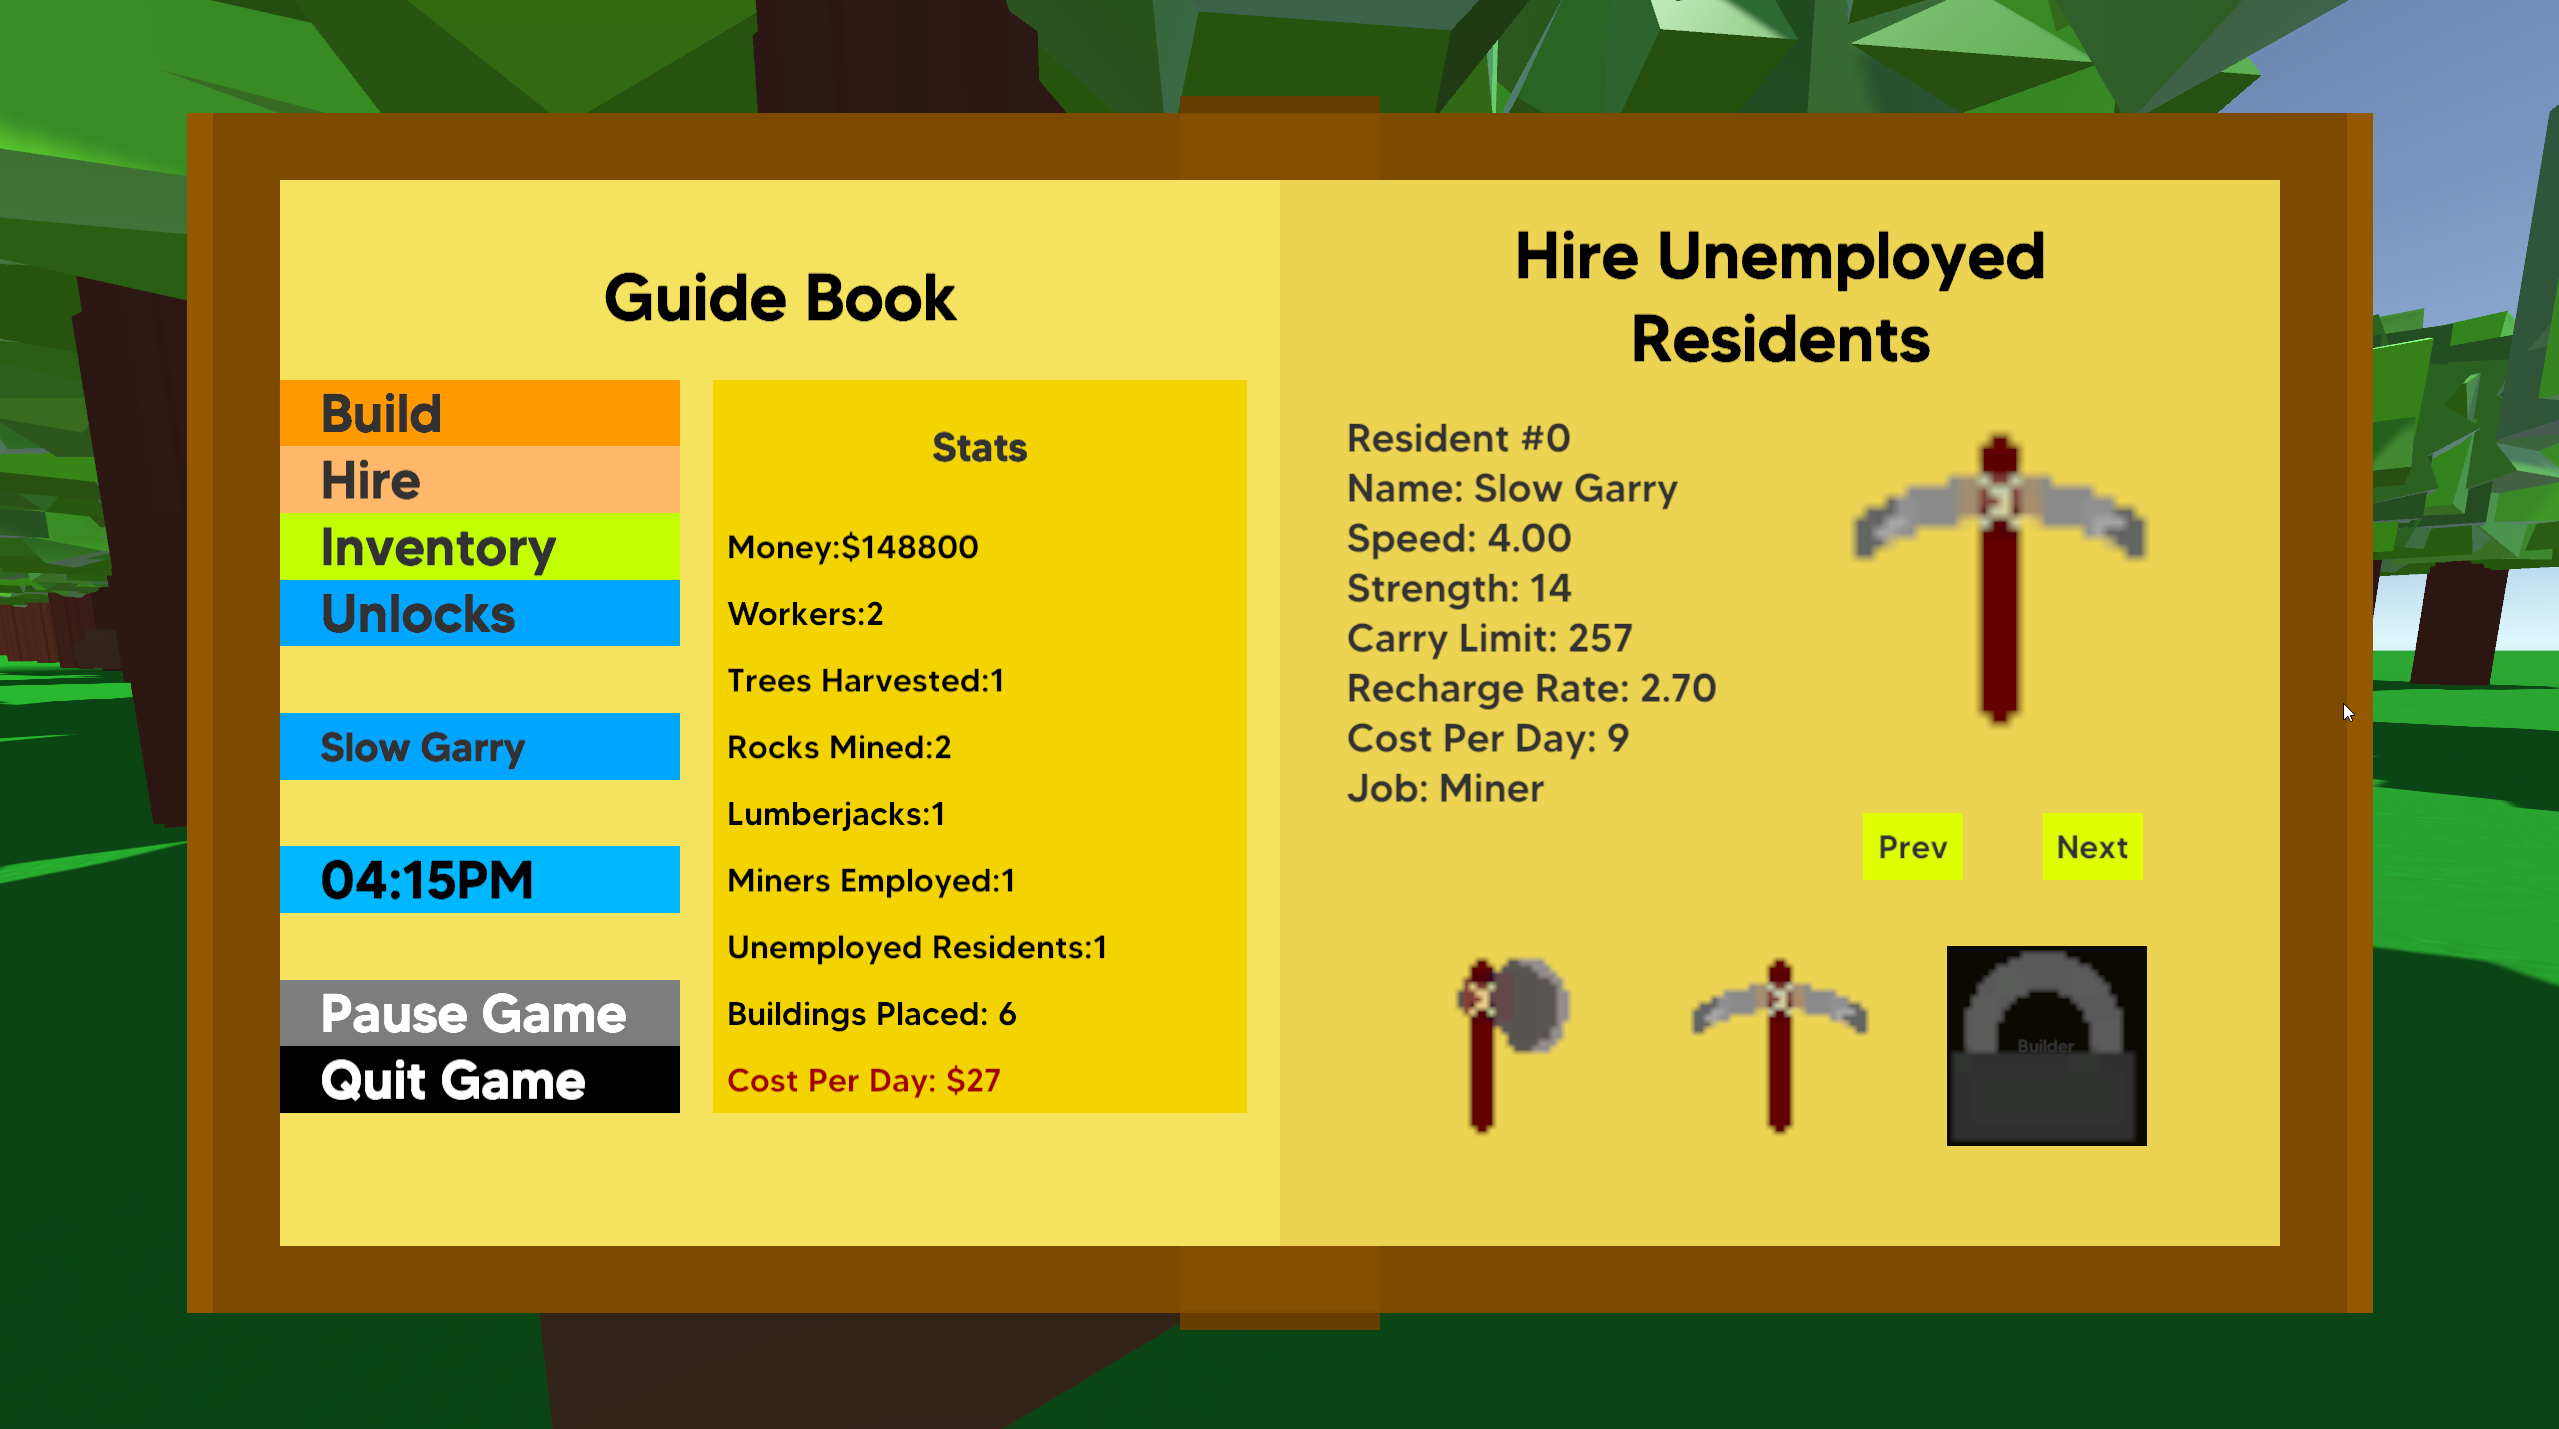 Guide Book
Build
Hire
Inventory
Unlocks
Slow Garry
04:15PM
Pause Game
Quit Game
Stats
Money:$148800
Workers:2
Trees Harvested:1
Rocks Mined:2
Lumberjacks:1
Miners Employed:1
Unemployed Residents:1
Buildings Placed: 6
Cost Per Day: $27
Hire Unemployed
Residents
Resident #0
Name: Slow Garry
Speed: 4.00
Strength: 14
Carry Limit: 257
Recharge Rate: 2.70
Cost Per Day: 9
Job: Miner
Prev
Next
Builder